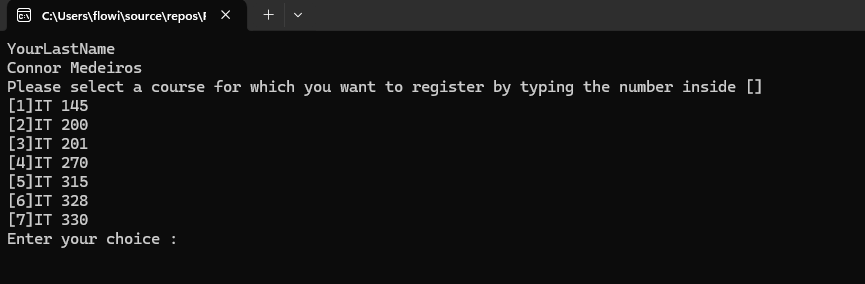 C:\Users\flowi\source\repos\F
YourLastName
Connor Medeiros
Please select a course for which you want to register by typing the number inside []
[1]IT 145
[2]IT 200
[3]IT 201
[4]IT 270
[5]IT 315
[6]IT 328
[7]IT 330
Enter your choice :